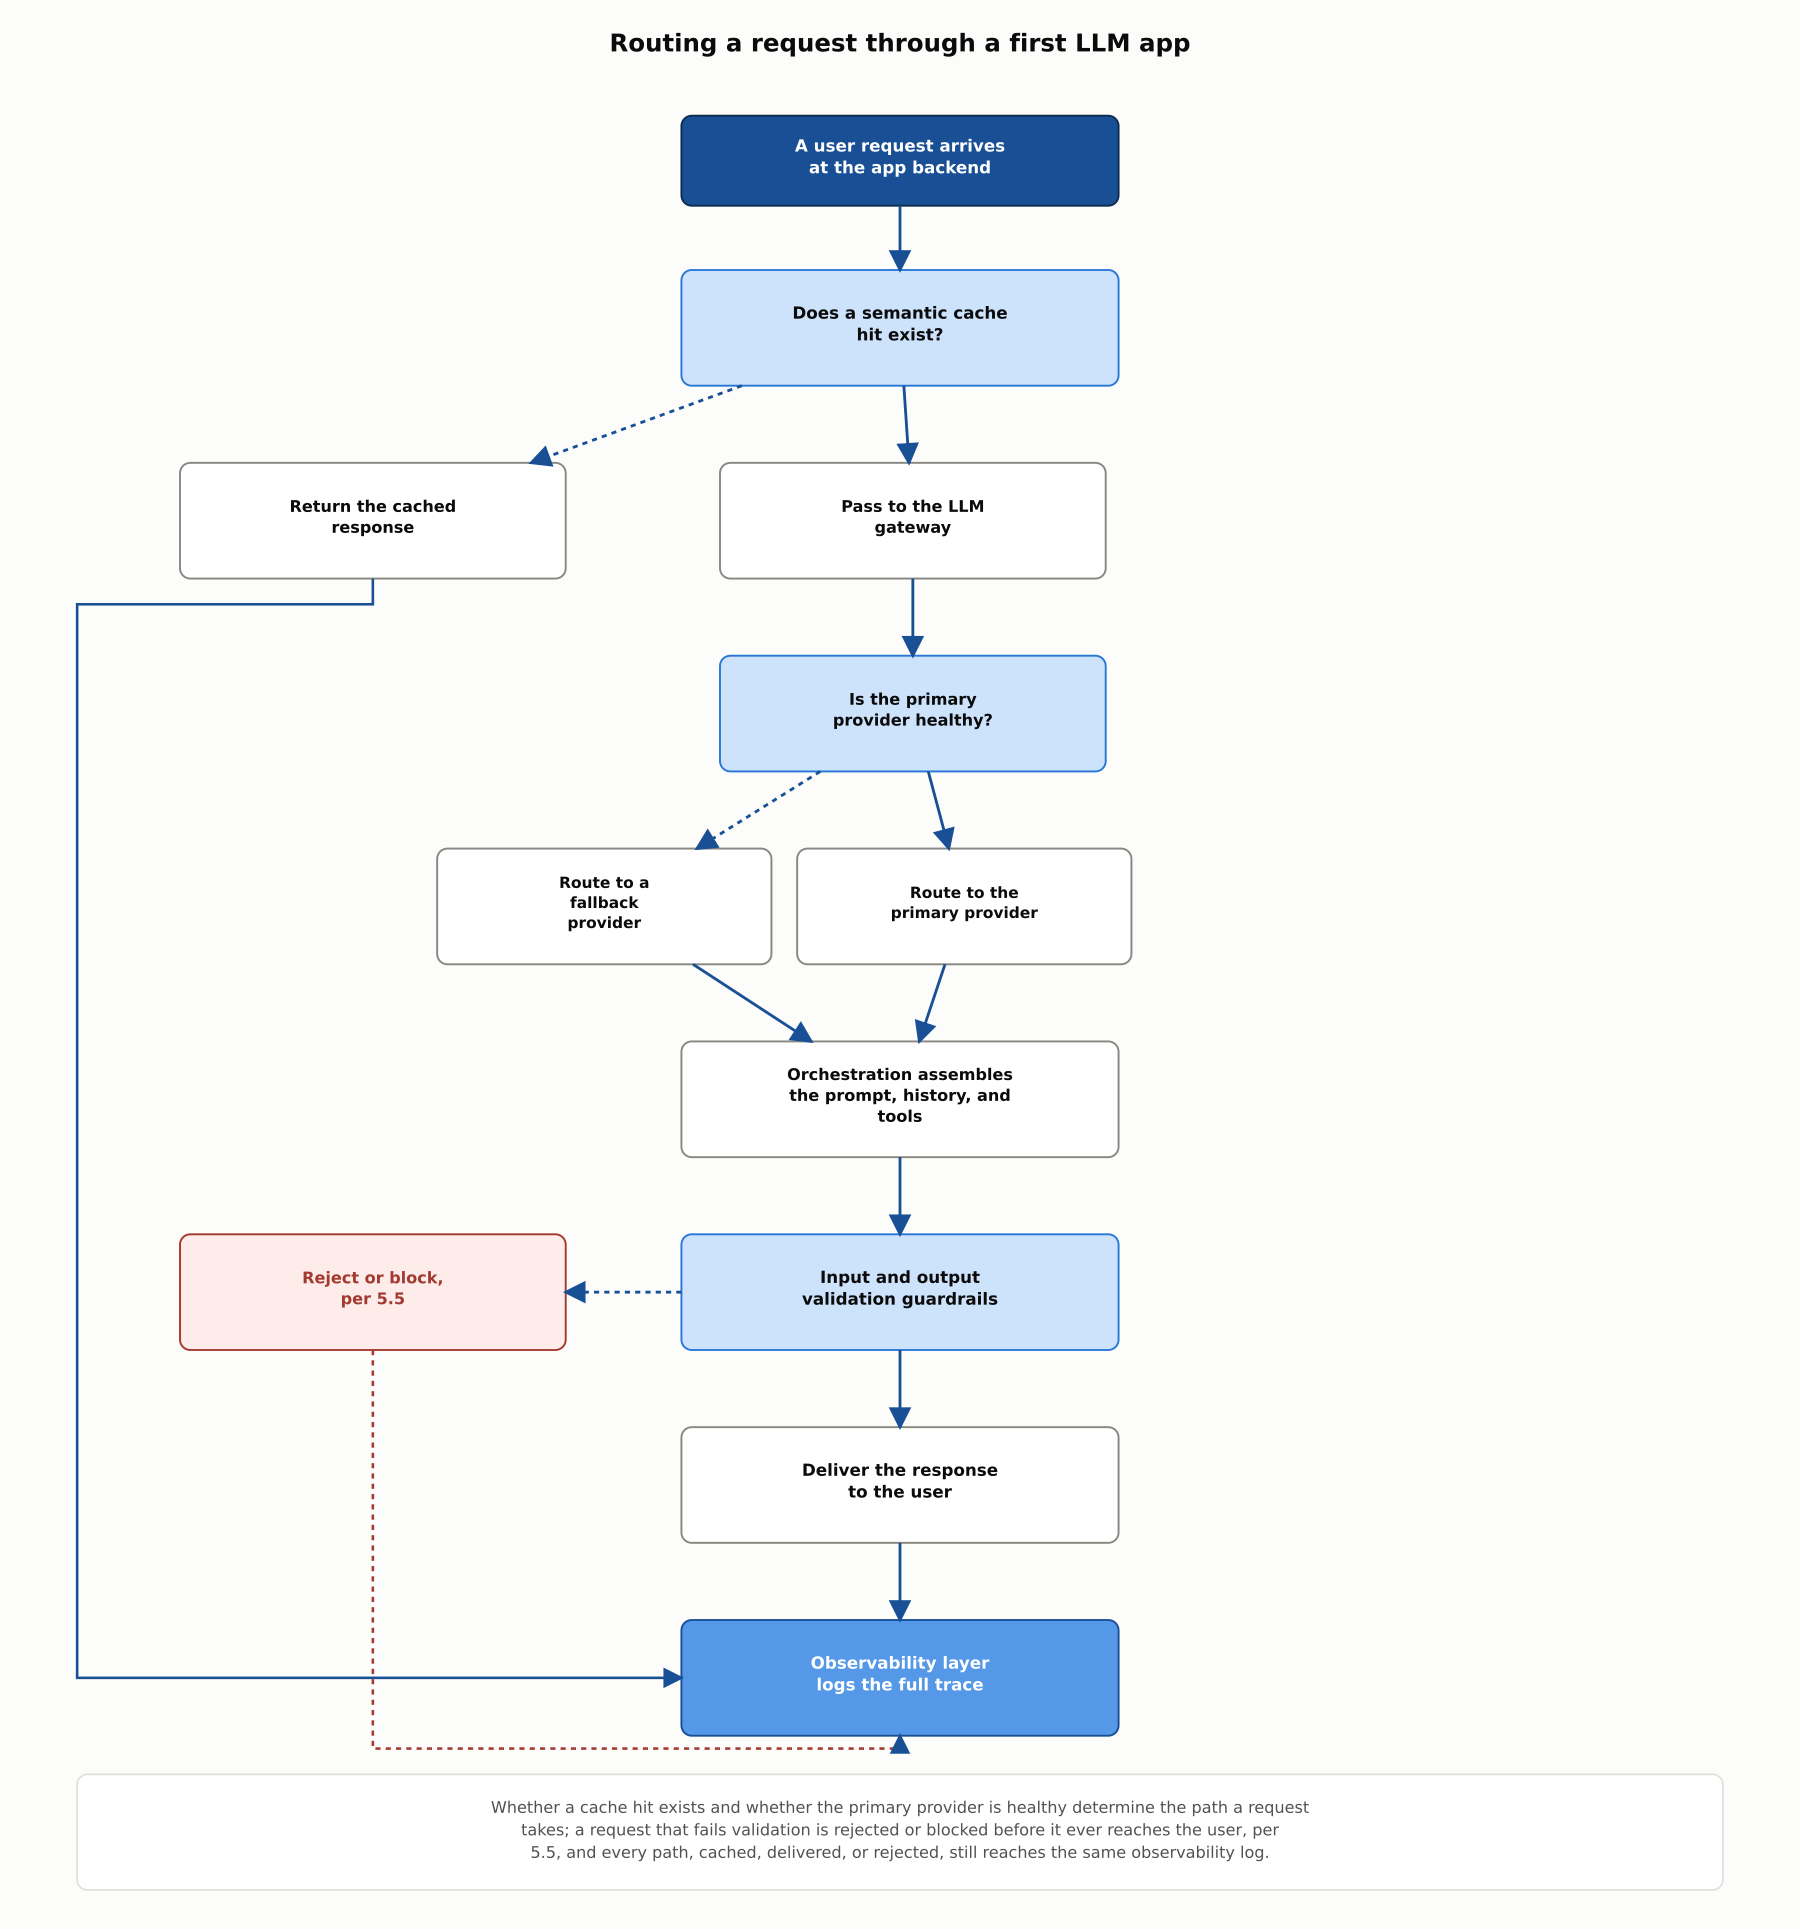 Routing a request through a first LLM app
A user request arrives
at the app backend
Does a semantic cache
hit exist?
Return the cached
response
Pass to the LLM
gateway
Is the primary
provider healthy?
Route to a
fallback
provider
Route to the
primary provider
Orchestration assembles
the prompt, history, and
tools
Reject or block,
per 5.5
Input and output
validation guardrails
Deliver the response
to the user
Observability layer
logs the full trace
Whether a cache hit exists and whether the primary provider is healthy determine the path a request
takes; a request that fails validation is rejected or blocked before it ever reaches the user, per
5.5, and every path, cached, delivered, or rejected, still reaches the same observability log.